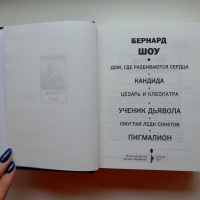 БЕРНАРД
ШОУ
ДОМ, ГДЕ РАЗБИВАЮТСЯ СЕРДЦА
КАНДИДА
ЦЕЗАРЬ И КЛЕОПАТРА
УЧЕНИК ДЬЯВОЛА
СМУГЛАЯ ЛЕДИ СОНЕТОВ
ПИГМАЛИОН